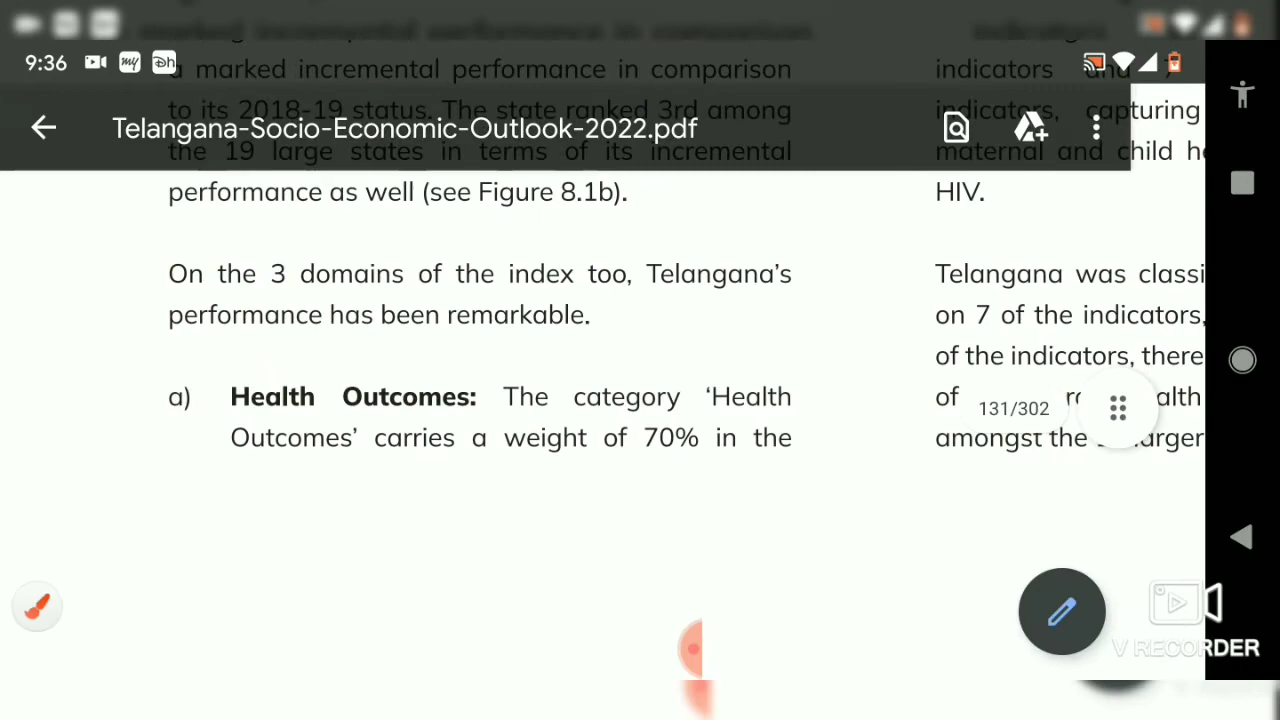 9:36
Telangana-Socio-Economic-Outlook-2022.pdf
a marked incremental performance in comparison
to its 2018-19 status. The state ranked 3rd among
the 19 large states in terms of its incremental
performance as well (see Figure 8.1b).
On the 3 domains of the index too, Telangana's
performance has been remarkable.
a) Health Outcomes: The category 'Health
Outcomes' carries a weight of 70% in the
indicators and 7
indicators, capturing
maternal and child he
HIV.
Telangana was classi
on 7 of the indicators,
of the indicators, there
of
amongst the larger
131/302
V RECORDER